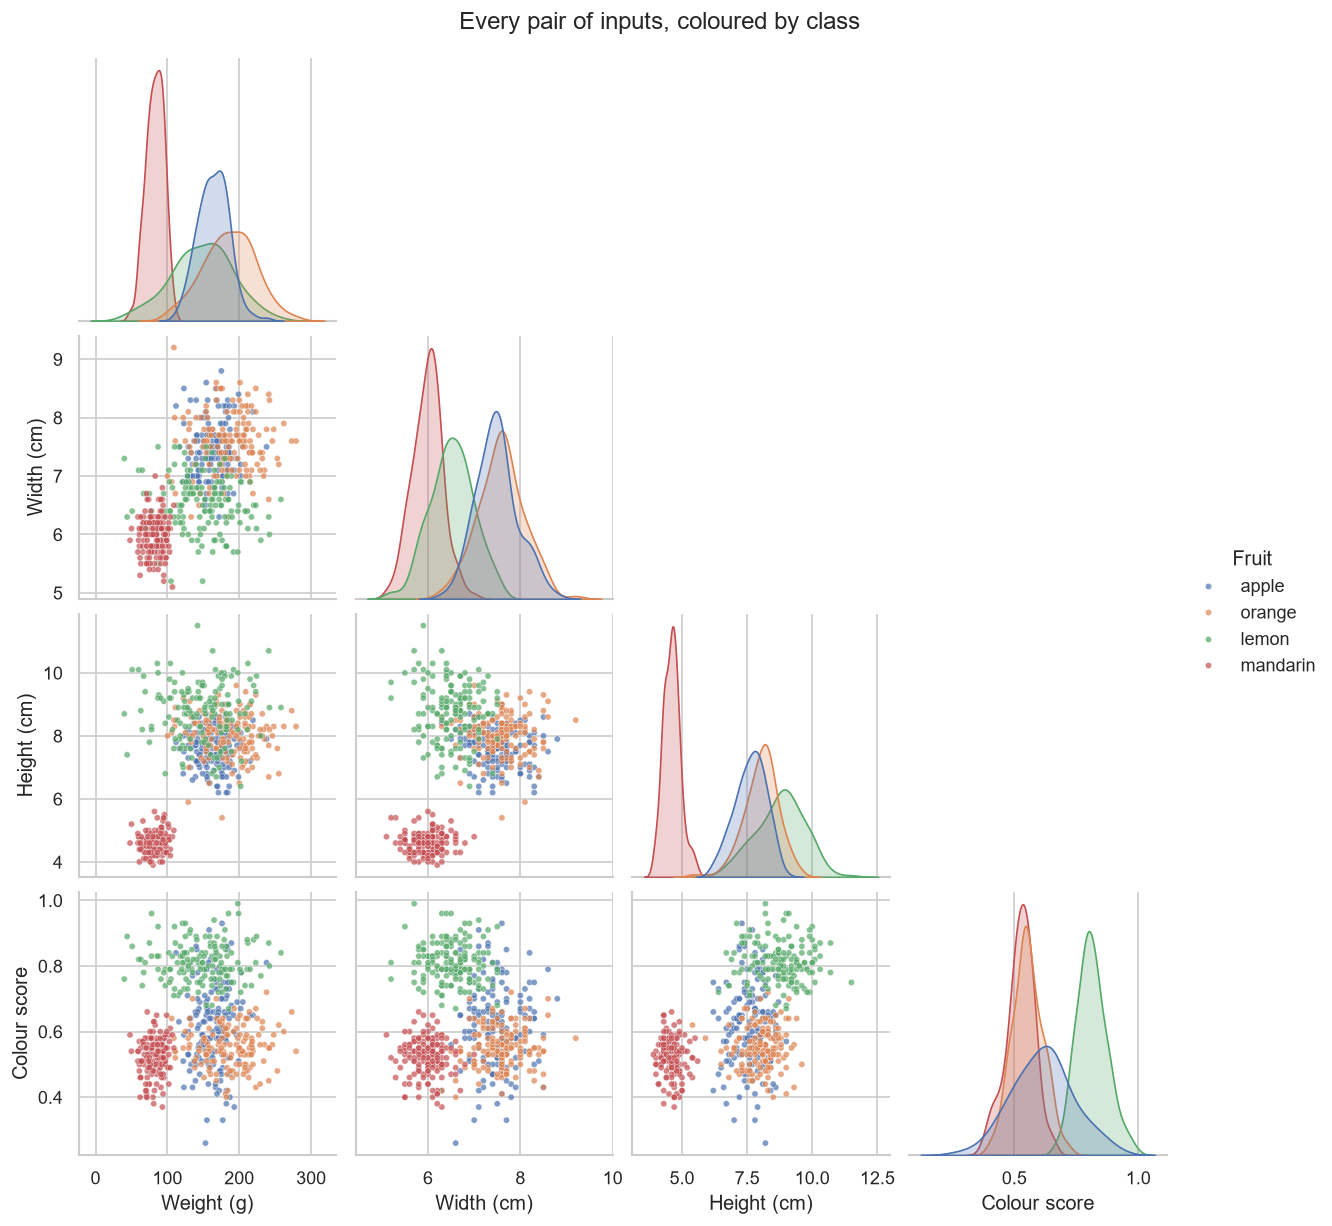 Every pair of inputs, coloured by class
9
8
7
6
5
Width (cm)
10
8
6
4
Height (cm)
1.0
0.8
0.6
0.4
Colour score
0 100 200 300
6 8 10
5.0 7.5 10.0 12.5
0.5 1.0
Weight (g)
Width (cm)
Height (cm)
Colour score
Fruit
apple
orange
lemon
mandarin